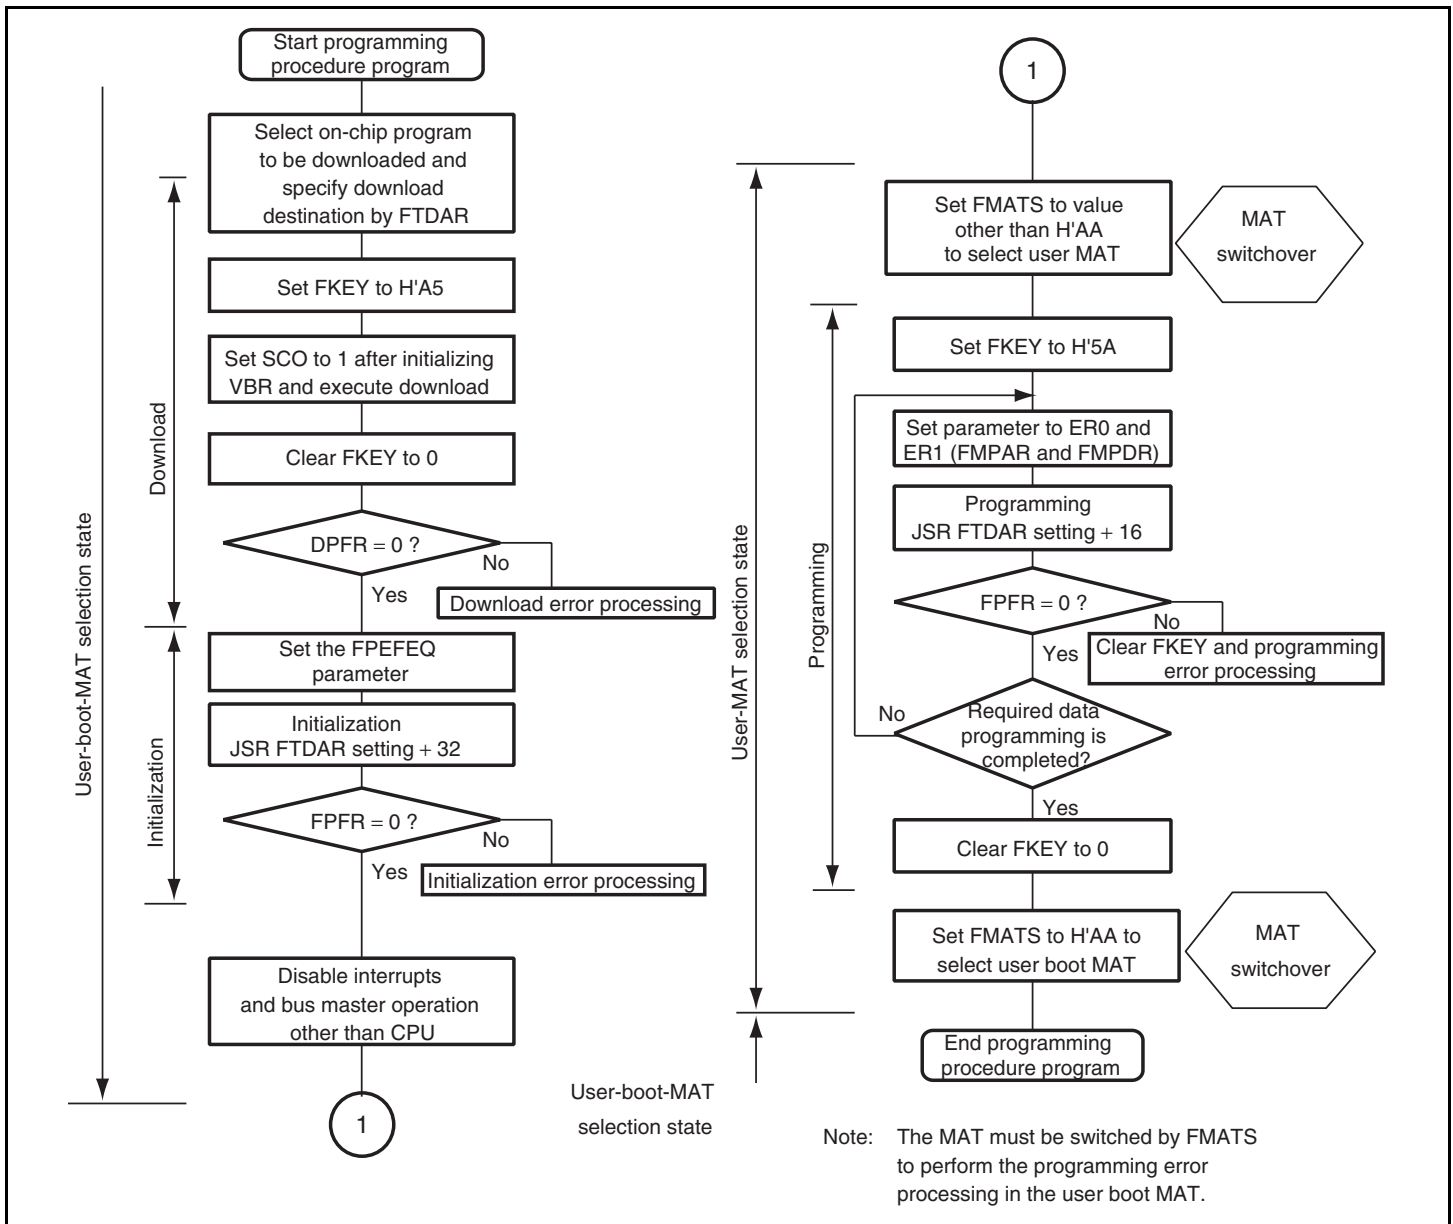 Start programming
procedure program
Select on-chip program
to be downloaded and
specify download
destination by FTDAR
Set FKEY to H'A5
Set SCO to 1 after initializing
VBR and execute download
Clear FKEY to 0
DPFR = 0 ?
No
Yes
Download error processing
Set the FPEFEQ
parameter
Initialization
JSR FTDAR setting + 32
FPFR = 0 ?
No
Yes
Initialization error processing
Disable interrupts
and bus master operation
other than CPU
1
User-boot-MAT selection state
Download
Initialization
1
Set FMATS to value
other than H'AA
to select user MAT
MAT
switchover
Set FKEY to H'5A
Set parameter to ER0 and
ER1 (FMPAR and FMPDR)
Programming
JSR FTDAR setting + 16
FPFR = 0 ?
No
Yes
Clear FKEY and programming
error processing
No
Required data
programming is
completed?
Yes
Clear FKEY to 0
Set FMATS to H'AA to
select user boot MAT
MAT
switchover
End programming
procedure program
User-MAT selection state
Programming
User-boot-MAT
selection state
Note: The MAT must be switched by FMATS
to perform the programming error
processing in the user boot MAT.